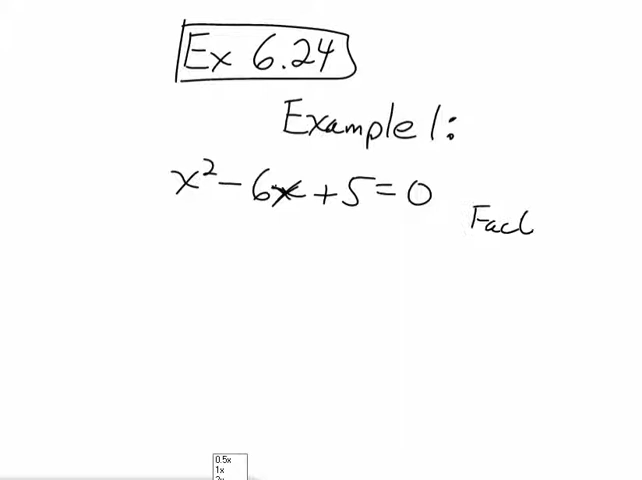 Ex 6.24
Example 1:
x² - 6x + 5 = 0
Fact
0.5x
1x